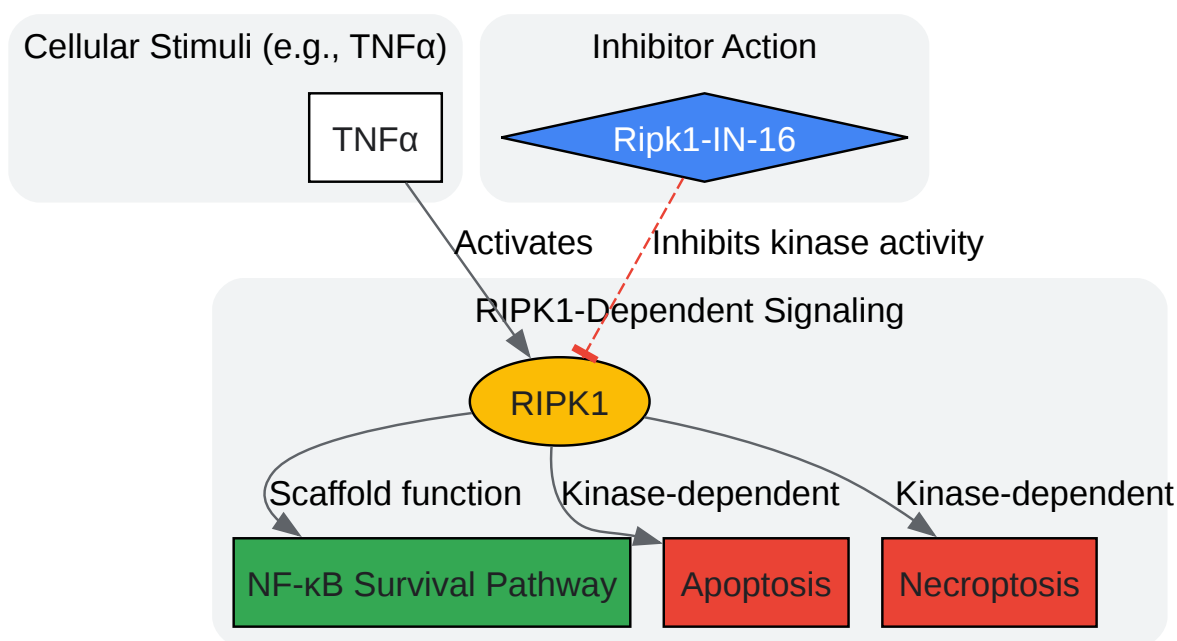 Cellular Stimuli (e.g., TNFα)
Inhibitor Action
TNFα
Ripk1-IN-16
Activates
Inhibits kinase activity
RIPK1-Dependent Signaling
RIPK1
Scaffold function
Kinase-dependent
Kinase-dependent
NF-κB Survival Pathway
Apoptosis
Necroptosis